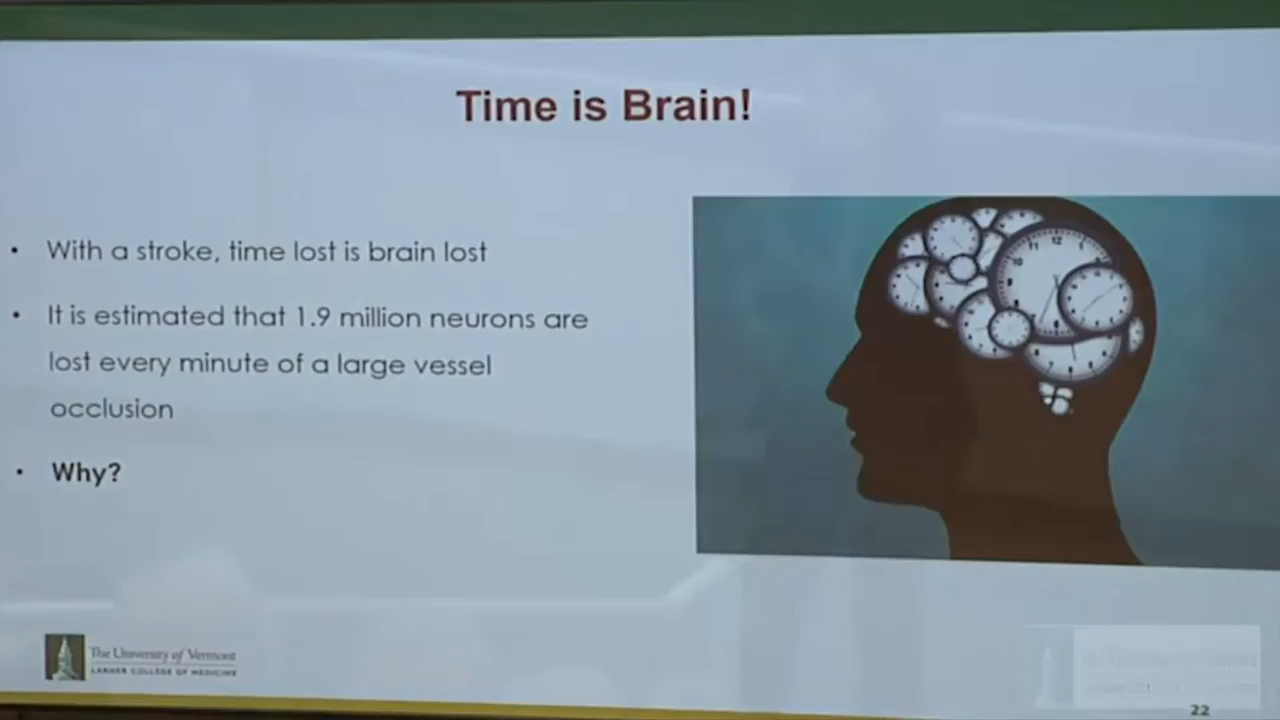 Time is Brain!
• With a stroke, time lost is brain lost
• It is estimated that 1.9 million neurons are
lost every minute of a large vessel
occlusion
• Why?
The University of Vermont
LARNER COLLEGE OF MEDICINE
22